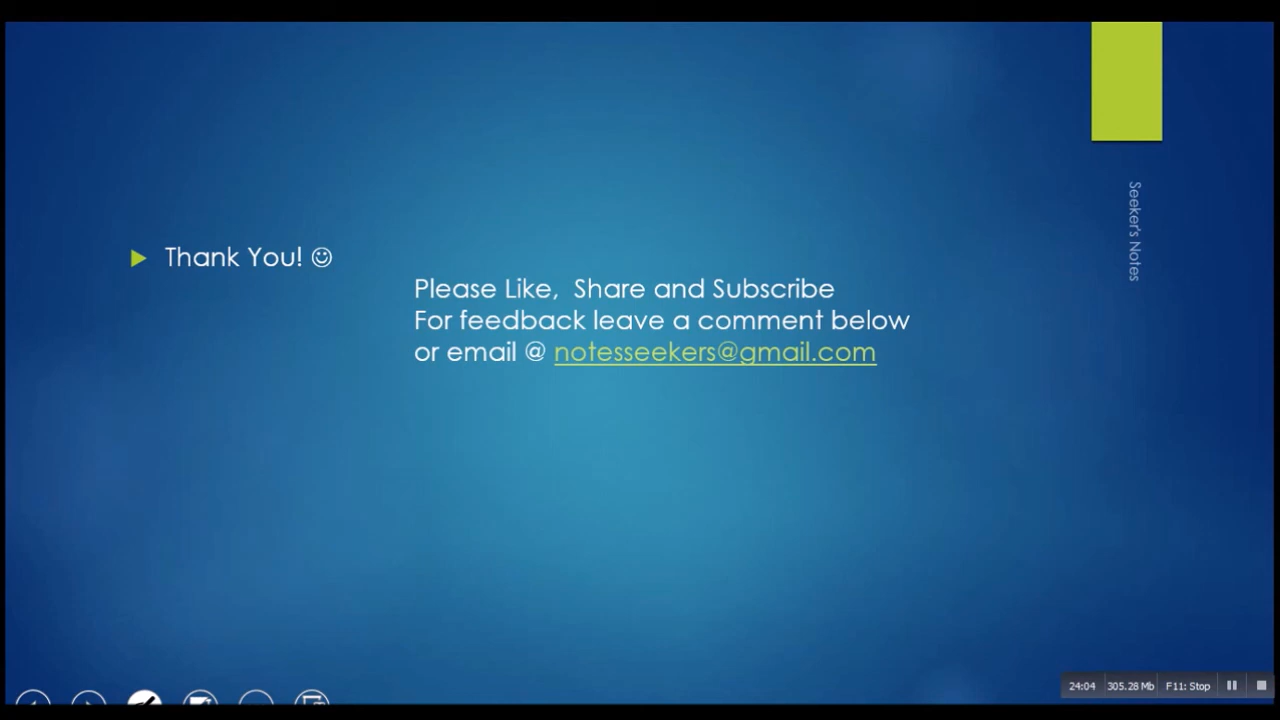 Seeker's Notes
Thank You! ☺
Please Like,  Share and Subscribe
For feedback leave a comment below
or email @ notesseekers@gmail.com
24:04 305.28 Mb F11: Stop